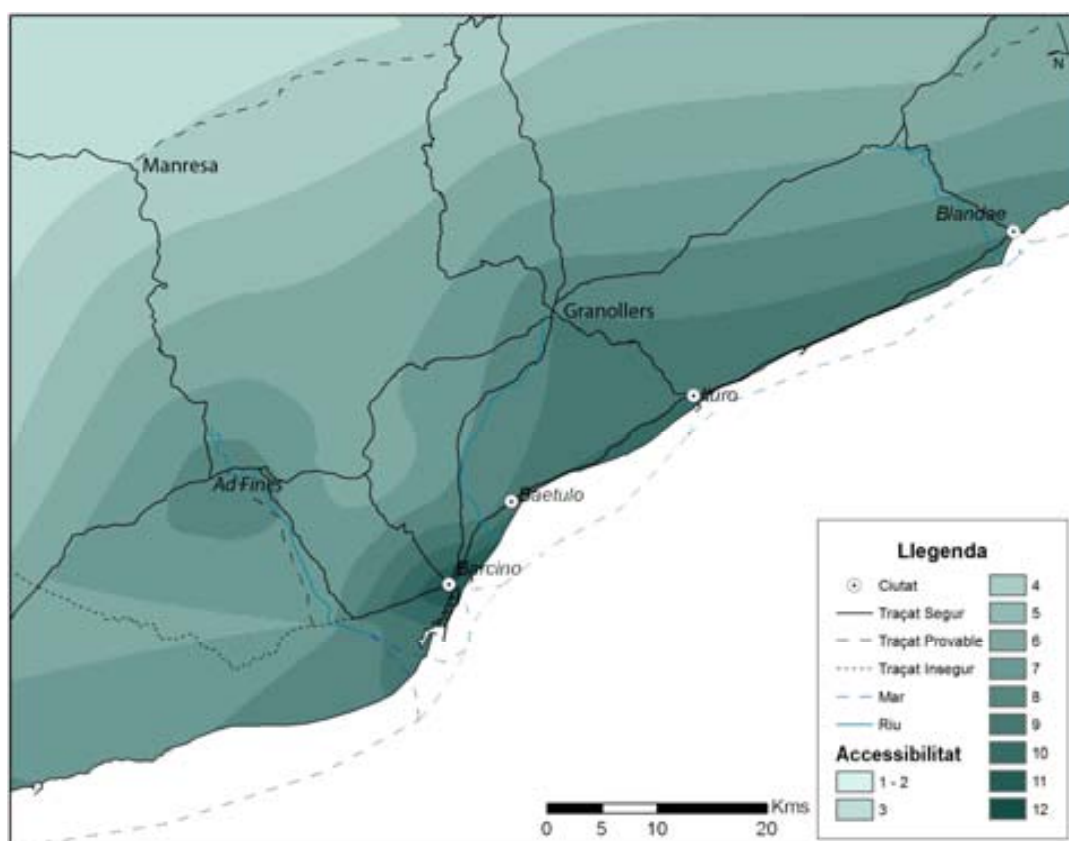 N
Manresa
Blandae
Granollers
Iluro
Ad Fines
Baetulo
Barcino
Llegenda
Ciutat
Traçat Segur
Traçat Provable
Traçat Insegur
Mar
Riu
Accessibilitat
1 - 2
3
4
5
6
7
8
9
10
11
12
Kms
0 5 10 20